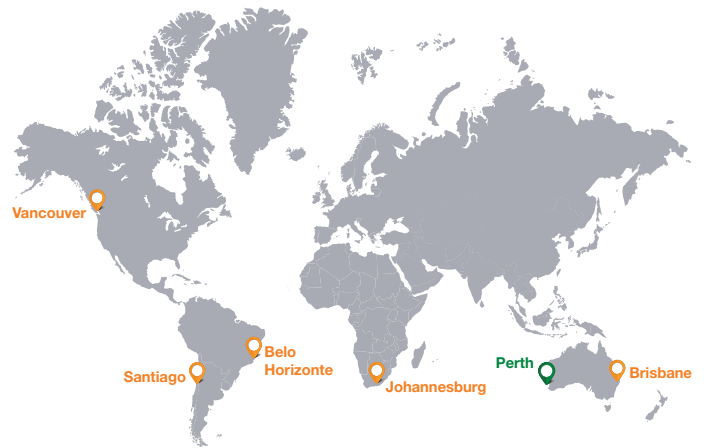 Vancouver
Belo
Horizonte
Santiago
Johannesburg
Perth
Brisbane